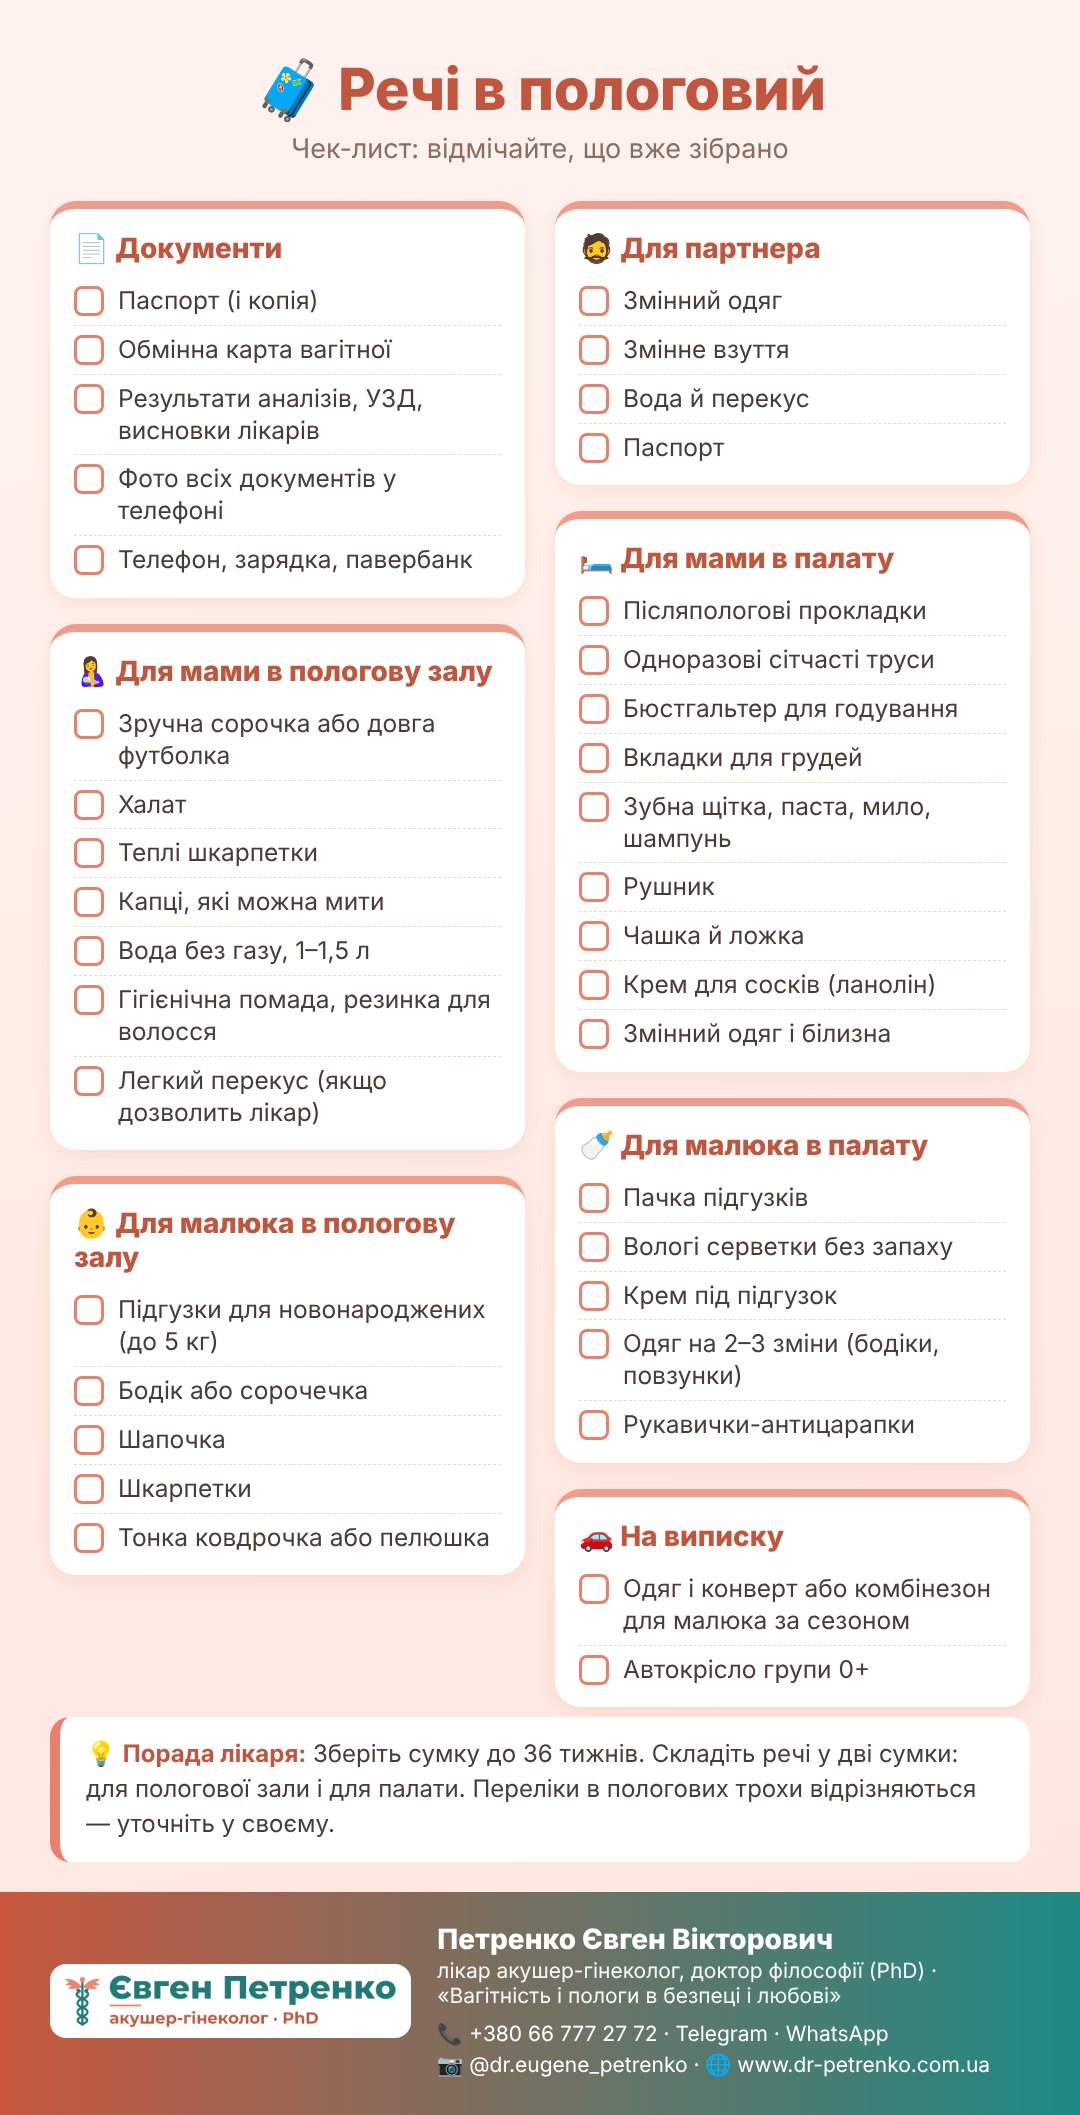 Речі в пологовий
Чек-лист: відмічайте, що вже зібрано
Документи
Паспорт (і копія)
Обмінна карта вагітної
Результати аналізів, УЗД,
висновки лікарів
Фото всіх документів у
телефоні
Телефон, зарядка, павербанк
Для мами в пологову залу
Зручна сорочка або довга
футболка
Халат
Теплі шкарпетки
Капці, які можна мити
Вода без газу, 1–1,5 л
Гігієнічна помада, резинка для
волосся
Легкий перекус (якщо
дозволить лікар)
Для малюка в пологову
залу
Підгузки для новонароджених
(до 5 кг)
Бодік або сорочечка
Шапочка
Шкарпетки
Тонка ковдрочка або пелюшка
Для партнера
Змінний одяг
Змінне взуття
Вода й перекус
Паспорт
Для мами в палату
Післяпологові прокладки
Одноразові сітчасті труси
Бюстгальтер для годування
Вкладки для грудей
Зубна щітка, паста, мило,
шампунь
Рушник
Чашка й ложка
Крем для сосків (ланолін)
Змінний одяг і білизна
Для малюка в палату
Пачка підгузків
Вологі серветки без запаху
Крем під підгузок
Одяг на 2–3 зміни (бодіки,
повзунки)
Рукавички-антицарапки
На виписку
Одяг і конверт або комбінезон
для малюка за сезоном
Автокрісло групи 0+
Порада лікаря: Зберіть сумку до 36 тижнів. Складіть речі у дві сумки:
для пологової зали і для палати. Переліки в пологових трохи відрізняються
— уточніть у своєму.
Євген Петренко
акушер-гінеколог · PhD
Петренко Євген Вікторович
лікар акушер-гінеколог, доктор філософії (PhD) ·
«Вагітність і пологи в безпеці і любові»
+380 66 777 27 72 · Telegram · WhatsApp
@dr.eugene_petrenko · www.dr-petrenko.com.ua